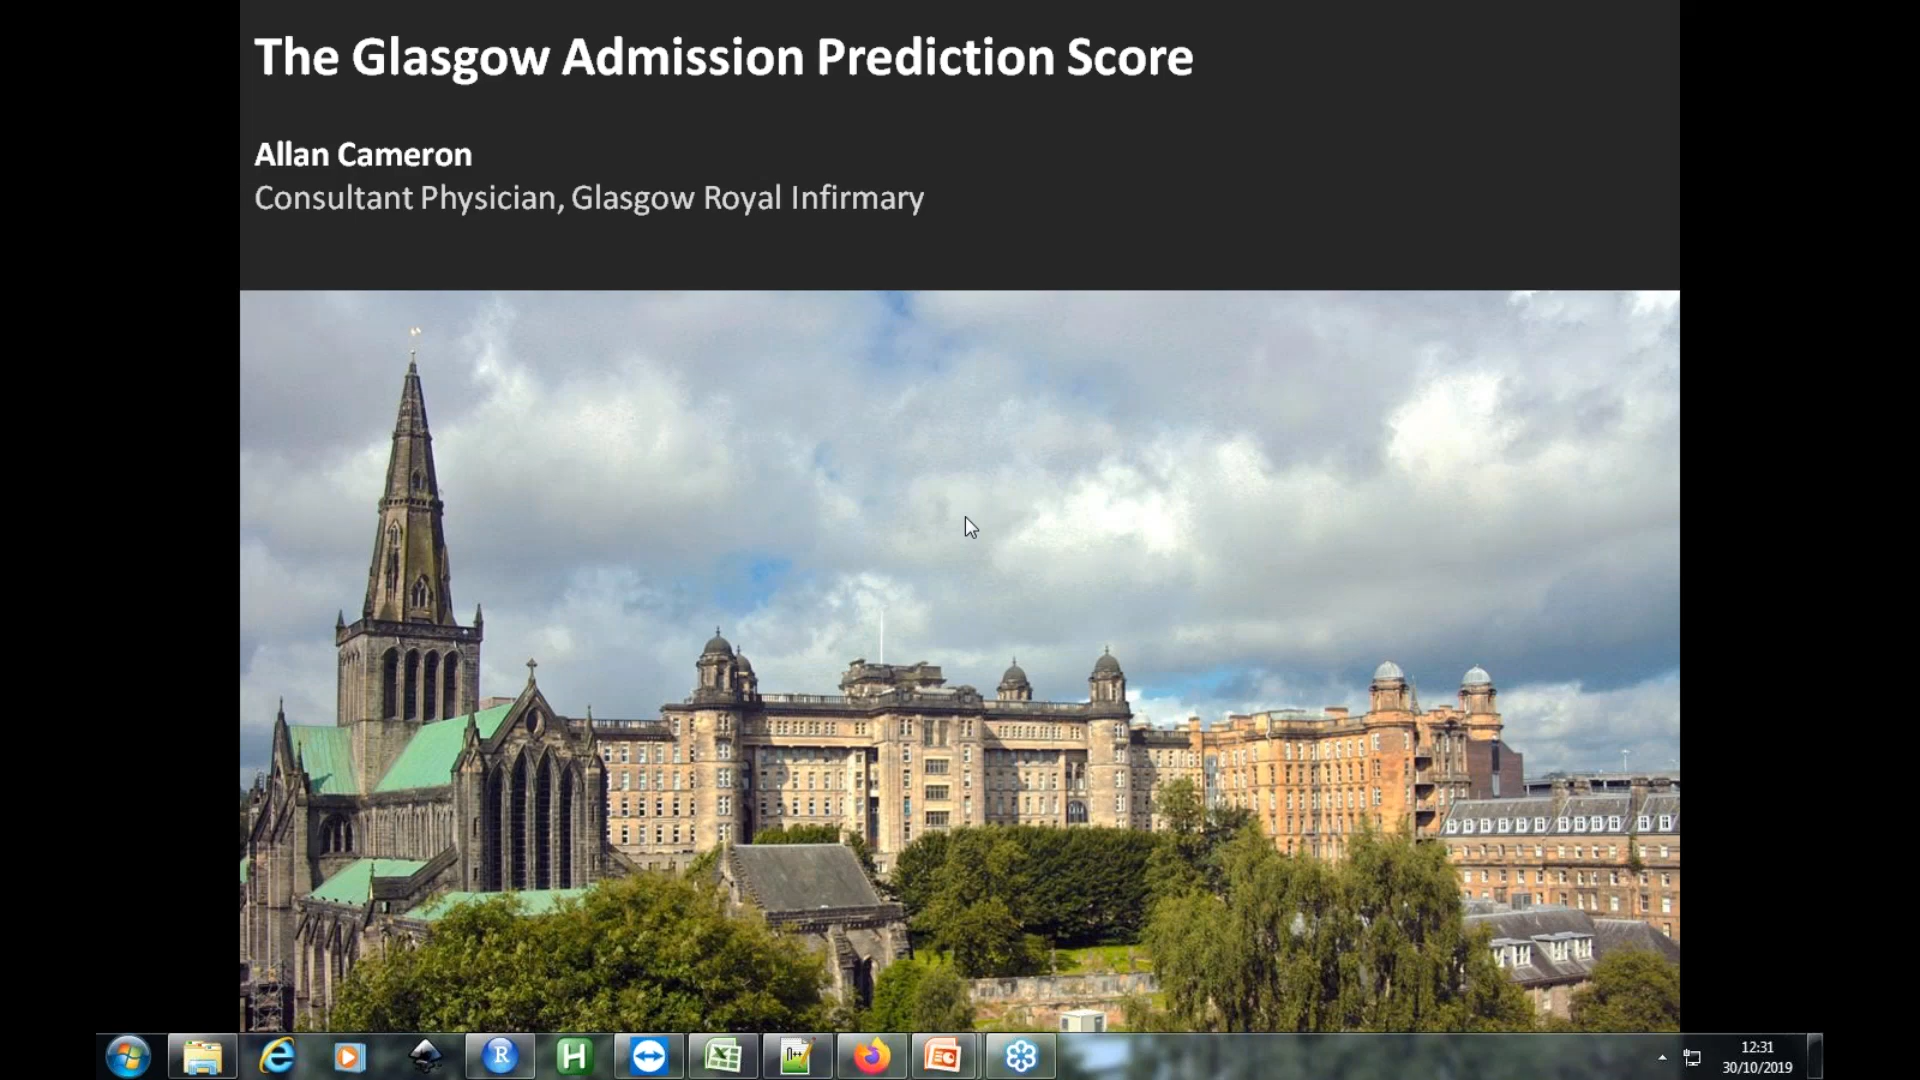 The Glasgow Admission Prediction Score
Allan Cameron
Consultant Physician, Glasgow Royal Infirmary
R
H
12:31
30/10/2019